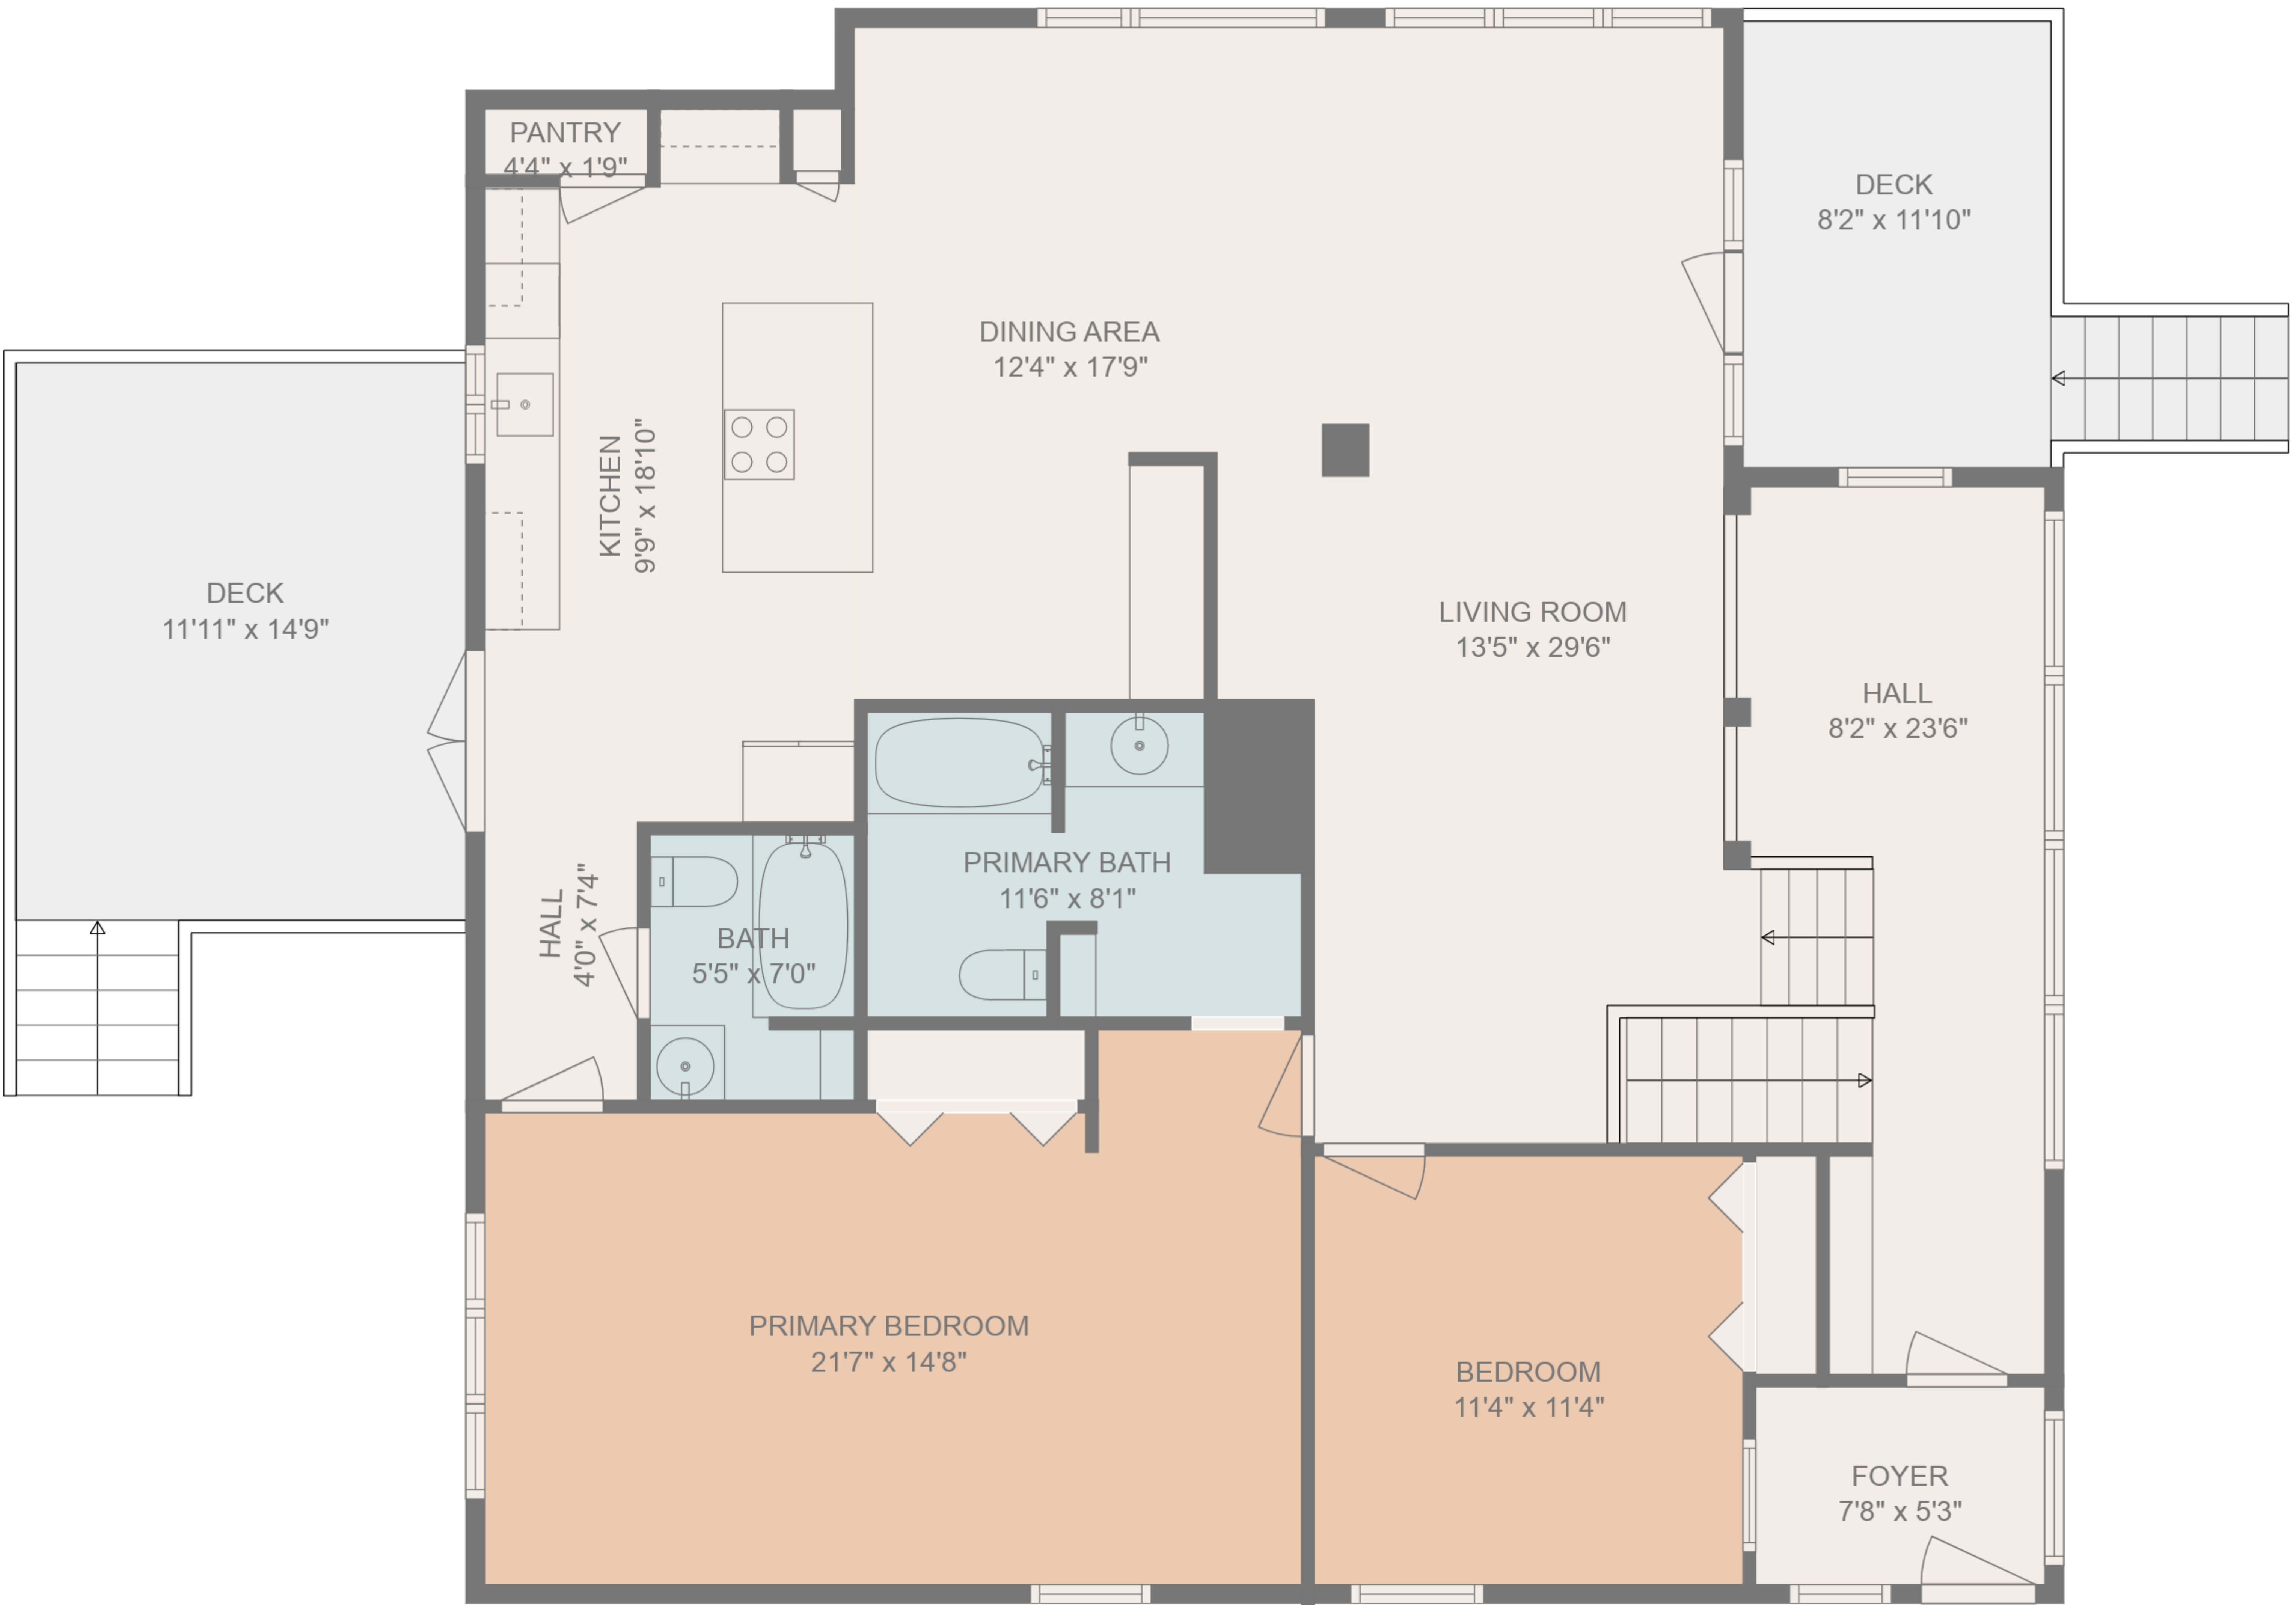 PANTRY
4'4" x 1'9"
DECK
8'2" x 11'10"
DINING AREA
12'4" x 17'9"
KITCHEN
9'9" x 18'10"
DECK
11'11" x 14'9"
LIVING ROOM
13'5" x 29'6"
HALL
8'2" x 23'6"
PRIMARY BATH
11'6" x 8'1"
HALL
4'0" x 7'4"
BATH
5'5" x 7'0"
PRIMARY BEDROOM
21'7" x 14'8"
BEDROOM
11'4" x 11'4"
FOYER
7'8" x 5'3"